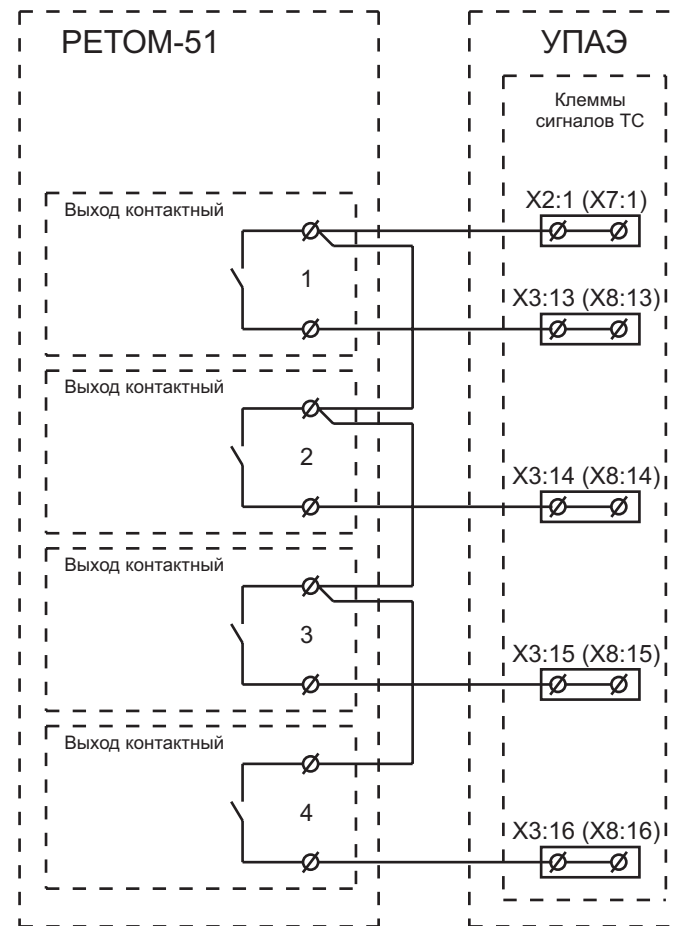 РЕТОМ-51
УПАЭ
Клеммы
сигналов ТС
Выход контактный
X2:1 (X7:1)
1
X3:13 (X8:13)
Выход контактный
2
X3:14 (X8:14)
Выход контактный
3
X3:15 (X8:15)
Выход контактный
4
X3:16 (X8:16)